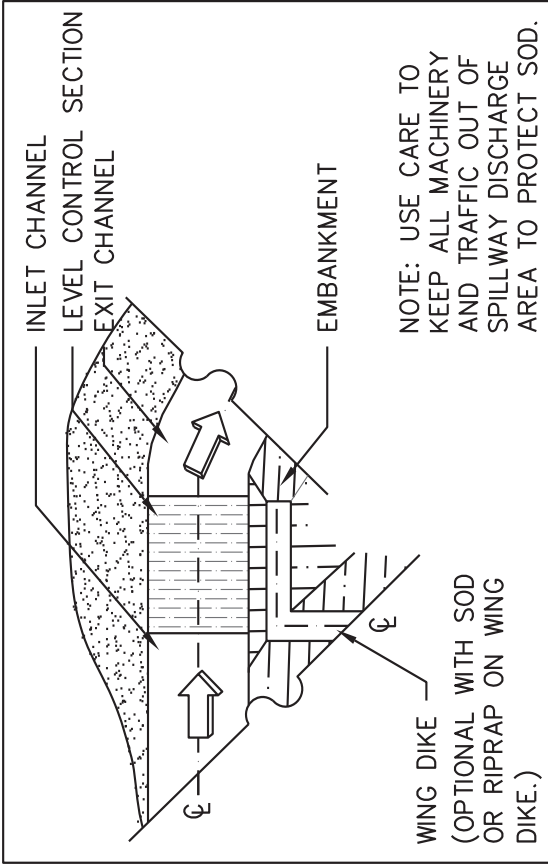 INLET CHANNEL
LEVEL CONTROL SECTION
EXIT CHANNEL
EMBANKMENT
NOTE: USE CARE TO
KEEP ALL MACHINERY
AND TRAFFIC OUT OF
SPILLWAY DISCHARGE
AREA TO PROTECT SOD.
WING DIKE
(OPTIONAL WITH SOD
OR RIPRAP ON WING
DIKE.)
℄
℄